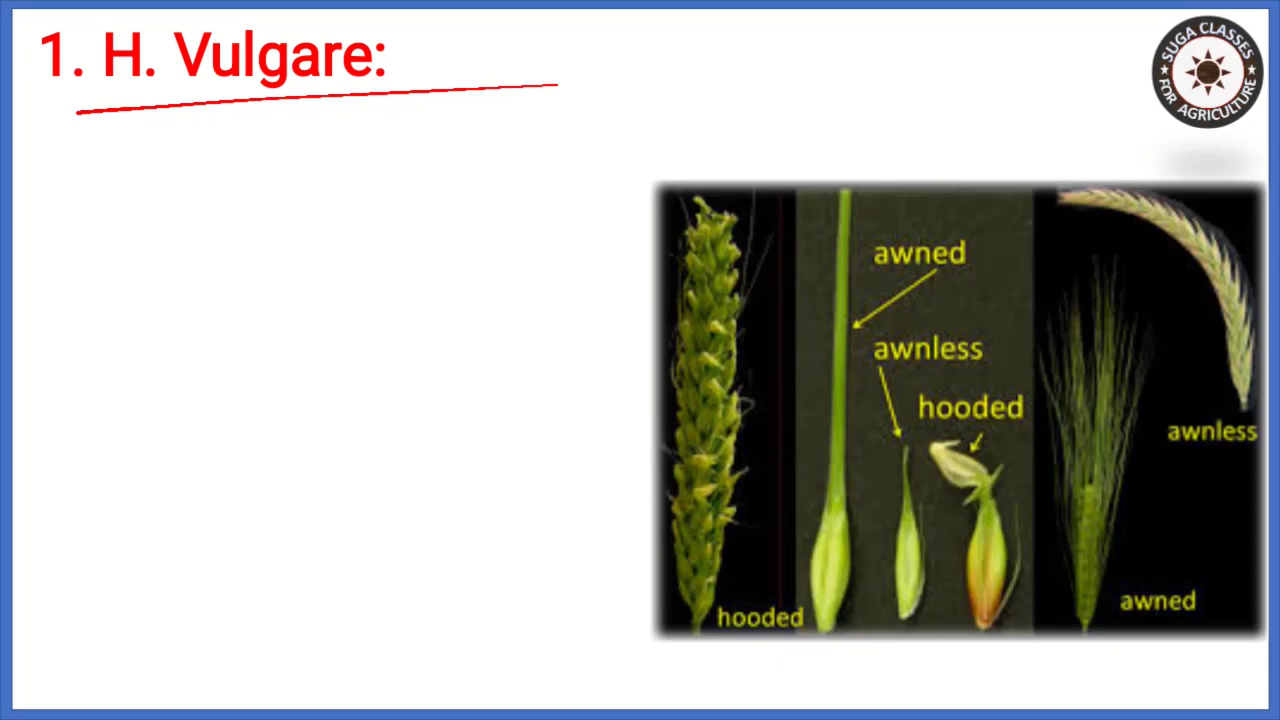 1. H. Vulgare:
SUGA CLASSES
FOR AGRICULTURE
awned
awnless
hooded
hooded
awnless
awned